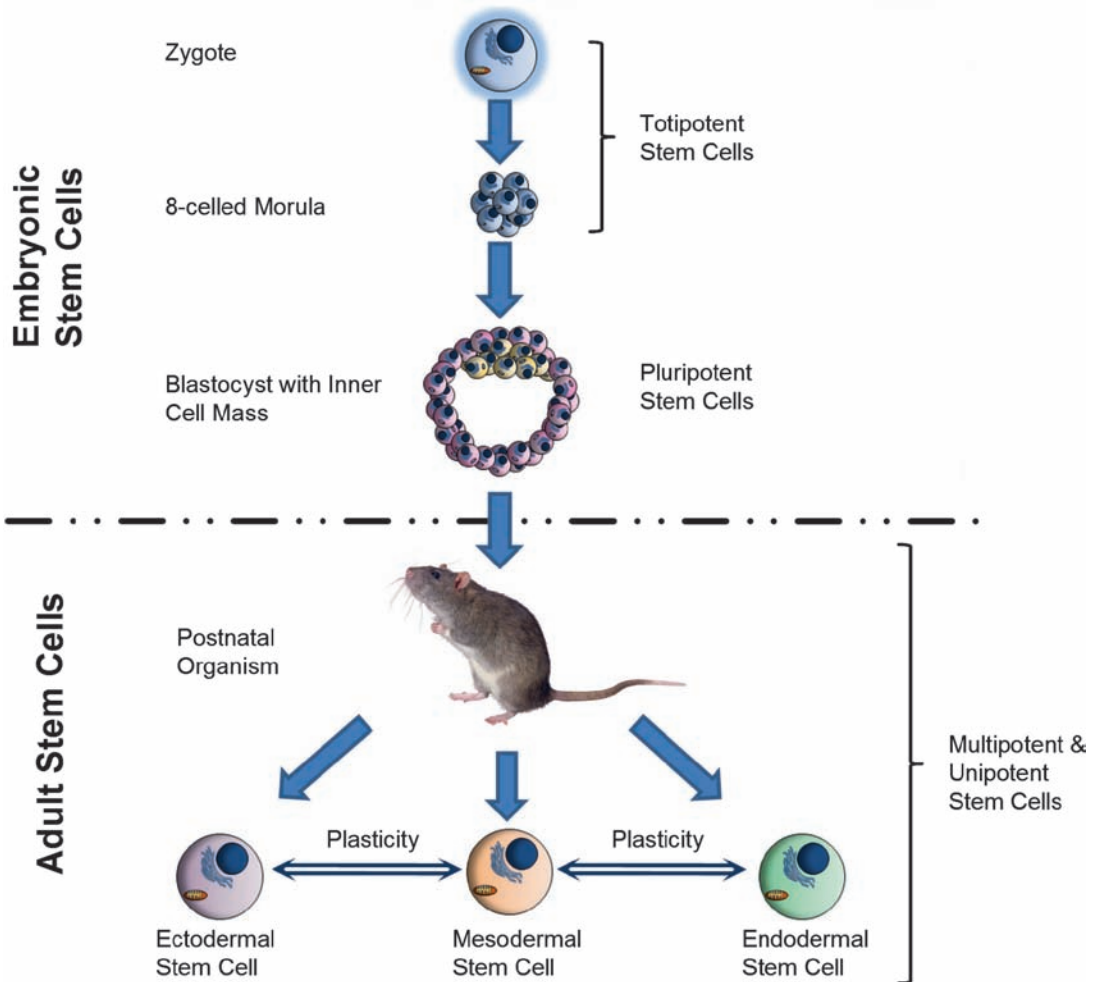 Zygote
Totipotent
Stem Cells
8-celled Morula
Embryonic
Stem Cells
Blastocyst with Inner
Cell Mass
Pluripotent
Stem Cells
Postnatal
Organism
Adult Stem Cells
Multipotent &
Unipotent
Stem Cells
Plasticity
Plasticity
Ectodermal
Stem Cell
Mesodermal
Stem Cell
Endodermal
Stem Cell